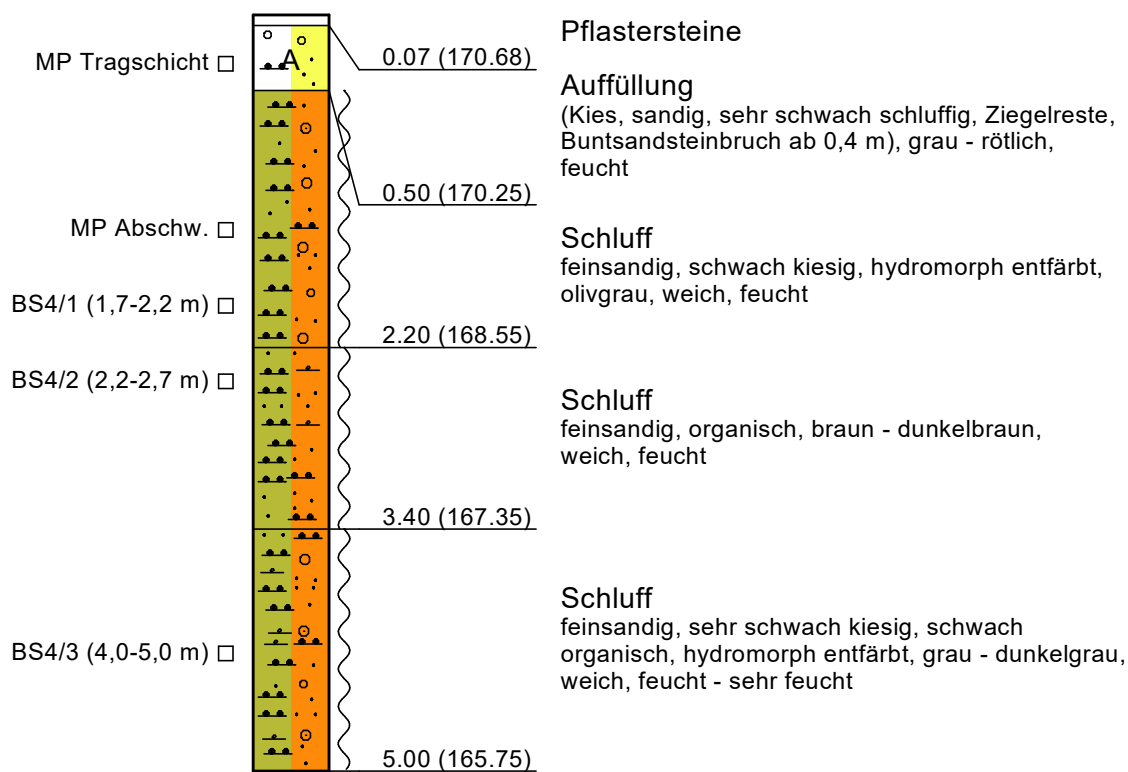 Pflastersteine
MP Tragschicht
A
0.07 (170.68)
Auffüllung
(Kies, sandig, sehr schwach schluffig, Ziegelreste,
Buntsandsteinbruch ab 0,4 m), grau - rötlich,
feucht
0.50 (170.25)
MP Abschw.
Schluff
feinsandig, schwach kiesig, hydromorph entfärbt,
olivgrau, weich, feucht
BS4/1 (1,7-2,2 m)
2.20 (168.55)
BS4/2 (2,2-2,7 m)
Schluff
feinsandig, organisch, braun - dunkelbraun,
weich, feucht
3.40 (167.35)
Schluff
feinsandig, sehr schwach kiesig, schwach
organisch, hydromorph entfärbt, grau - dunkelgrau,
weich, feucht - sehr feucht
BS4/3 (4,0-5,0 m)
5.00 (165.75)